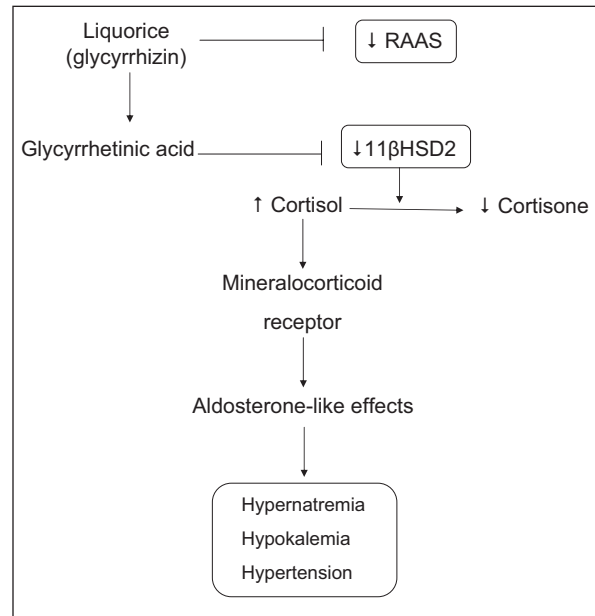 Liquorice
(glycyrrhizin)
↓ RAAS
Glycyrrhetinic acid
↓11βHSD2
↑ Cortisol
↓ Cortisone
Mineralocorticoid
receptor
Aldosterone-like effects
Hypernatremia
Hypokalemia
Hypertension